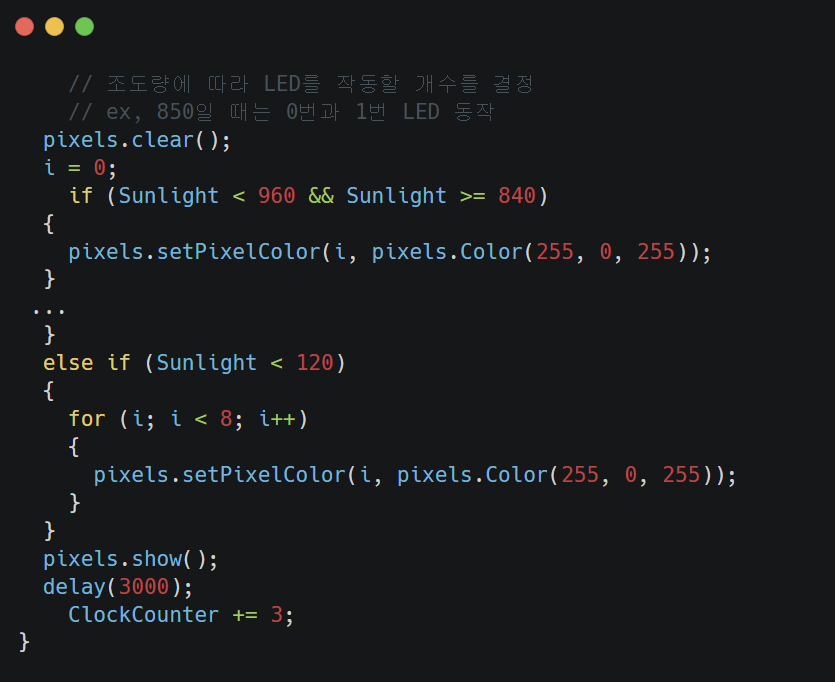 // 조도량에 따라 LED틀 작동할 개수를 결정
// ex, 850일 때는 0번과 1번 LED 동작
pixels.clear();
i = 0;
if (Sunlight < 960 && Sunlight >= 840)
{
pixels.setPixelColor(i, pixels.Color(255, 0, 255));
}
...
}
else if (Sunlight < 120)
{
for (i; i < 8; i++)
{
pixels.setPixelColor(i, pixels.Color(255, 0, 255));
}
}
pixels.show();
delay(3000);
ClockCounter += 3;
}